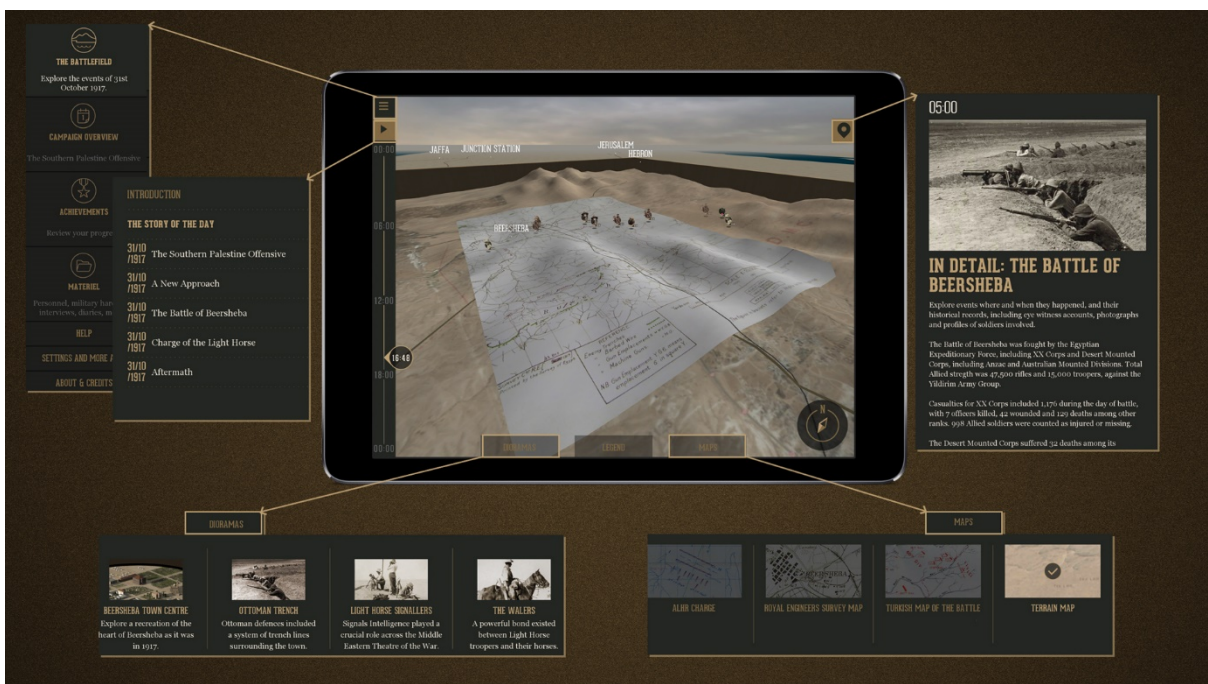 THE BATTLEFIELD
Explore the events of 31st
October 1917.
CAMPAIGN OVERVIEW
The Southern Palestine Offensive
ACHIEVEMENTS
Review your progre
MATERIEL
Personnel, military har
interviews, diaries, m
HELP
SETTINGS AND MORE A
ABOUT & CREDITS
INTRODUCTION
THE STORY OF THE DAY
31/10
/1917 The Southern Palestine Offensive
31/10
/1917 A New Approach
31/10
/1917 The Battle of Beersheba
31/10
/1917 Charge of the Light Horse
31/10
/1917 Aftermath
00:00
06:00
12:00
16:40
18:00
00:00
JAFFA
JUNCTION STATION
JERUSALEM
HEBRON
BEERSHEBA
N
DIORAMAS
LEGEND
MAPS
05:00
IN DETAIL: THE BATTLE OF
BEERSHEBA
Explore events where and when they happened, and their
historical records, including eye witness accounts, photographs
and profiles of soldiers involved.
The Battle of Beersheba was fought by the Egyptian
Expeditionary Force, including XX Corps and Desert Mounted
Corps, including Anzac and Australian Mounted Divisions. Total
Allied stregth was 47,500 rifles and 15,000 troopers, against the
Yildirim Army Group.
Casualties for XX Corps included 1,176 during the day of battle,
with 7 officers killed, 42 wounded and 129 deaths among other
ranks. 998 Allied soldiers were counted as injured or missing.
The Desert Mounted Corps suffered 32 deaths among its
DIORAMAS
BEERSHEBA TOWN CENTRE
Explore a recreation of the
heart of Beersheba as it was
in 1917.
OTTOMAN TRENCH
Ottoman defences included
a system of trench lines
surrounding the town.
LIGHT HORSE SIGNALLERS
Signals Intelligence played a
crucial role across the Middle
Eastern Theatre of the War.
THE WALERS
A powerful bond existed
between Light Horse
troopers and their horses.
MAPS
ALHR CHARGE
ROYAL ENGINEERS SURVEY MAP
TURKISH MAP OF THE BATTLE
TERRAIN MAP